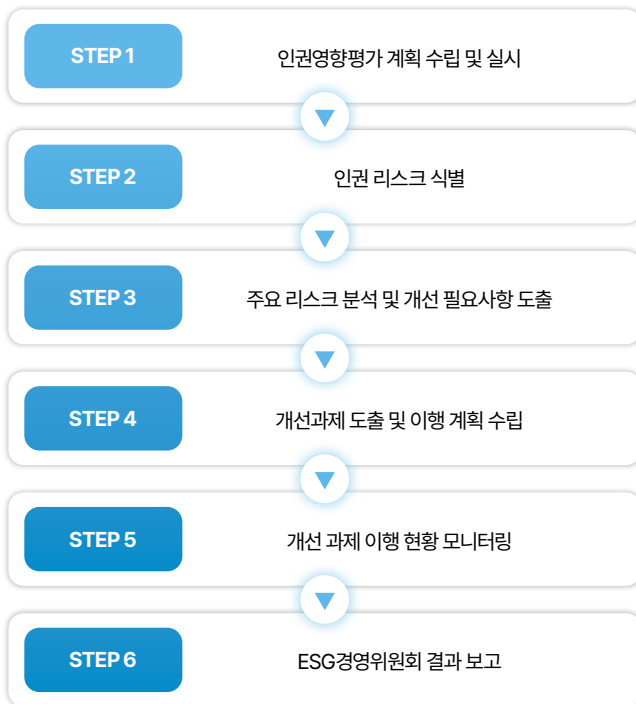 STEP 1
인권영향평가 계획 수립 및 실시
STEP 2
인권 리스크 식별
STEP 3
주요 리스크 분석 및 개선 필요사항 도출
STEP 4
개선과제 도출 및 이행 계획 수립
STEP 5
개선 과제 이행 현황 모니터링
STEP 6
ESG경영위원회 결과 보고